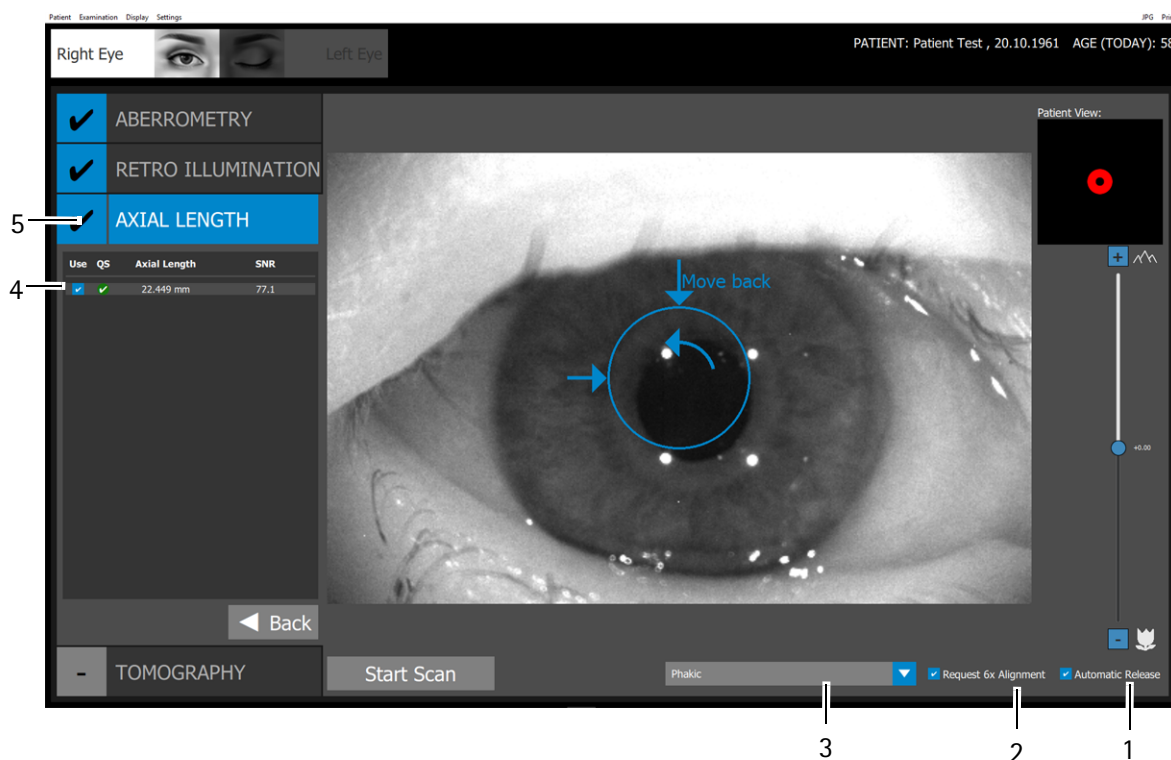 Patient Examination Display Settings JPG Pri
Right Eye Left Eye PATIENT: Patient Test , 20.10.1961 AGE (TODAY): 58
ABERROMETRY
Patient View:
RETRO ILLUMINATION
5 AXIAL LENGTH
Use QS Axial Length SNR
4 22.449 mm 77.1
Move back
+
+0.00
Back
-
- TOMOGRAPHY
Start Scan Phakic Request 6x Alignment Automatic Release
3 2 1